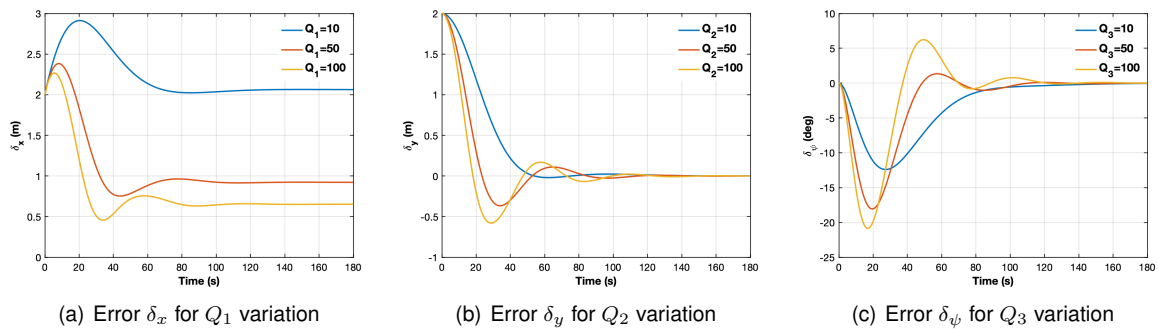 3.5
3
2.5
2
1.5
1
0.5
0
δx (m)
0 20 40 60 80 100 120 140 160 180
Time (s)
Q1=10
Q1=50
Q1=100
(a) Error δx for Q1 variation
2
1.5
1
0.5
0
-0.5
-1
δy (m)
0 20 40 60 80 100 120 140 160 180
Time (s)
Q2=10
Q2=50
Q2=100
(b) Error δy for Q2 variation
10
5
0
-5
-10
-15
-20
-25
δψ (deg)
0 20 40 60 80 100 120 140 160 180
Time (s)
Q3=10
Q3=50
Q3=100
(c) Error δψ for Q3 variation